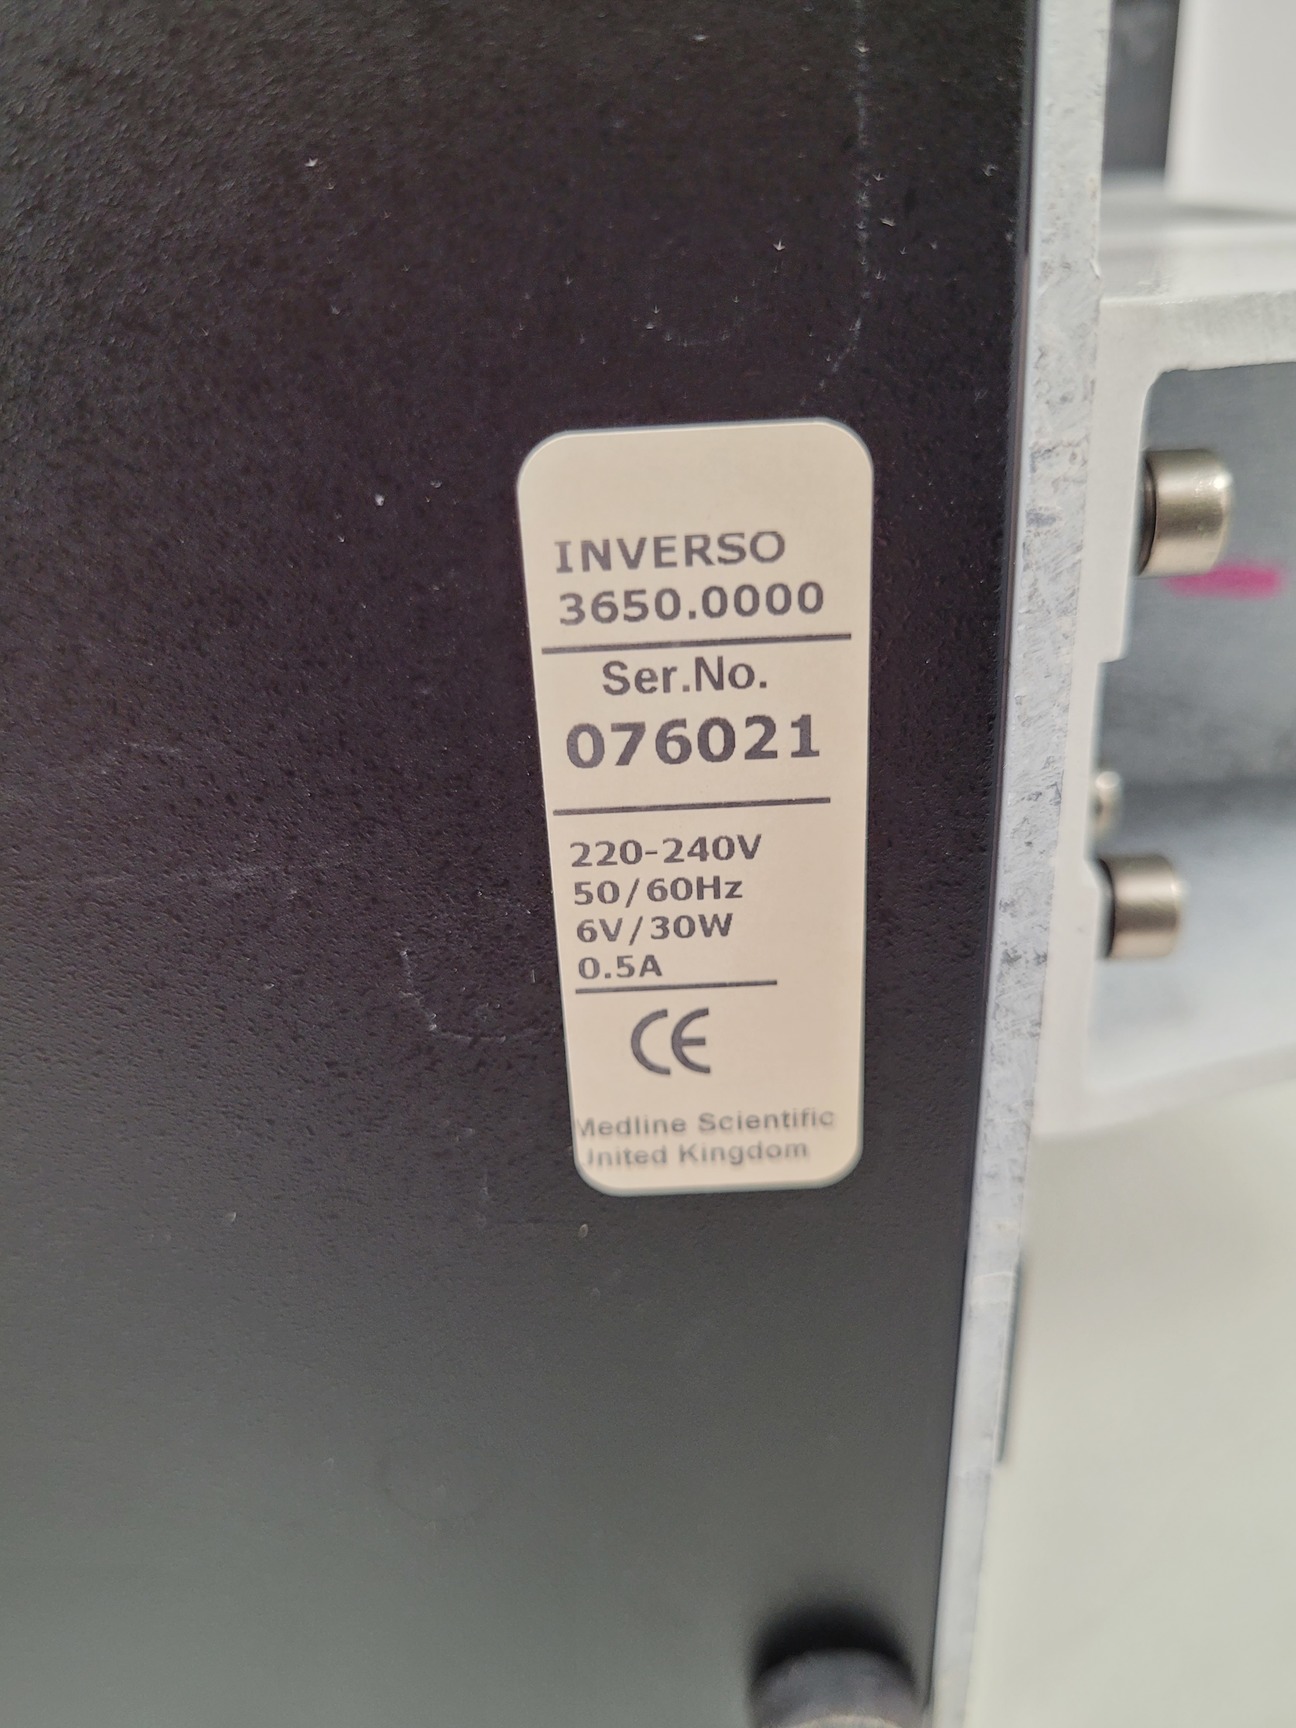 INVERSO
3650.0000
Ser.No.
076021
220-240V
50/60Hz
6V/30W
0.5A
CE
Medline Scientific
United Kingdom